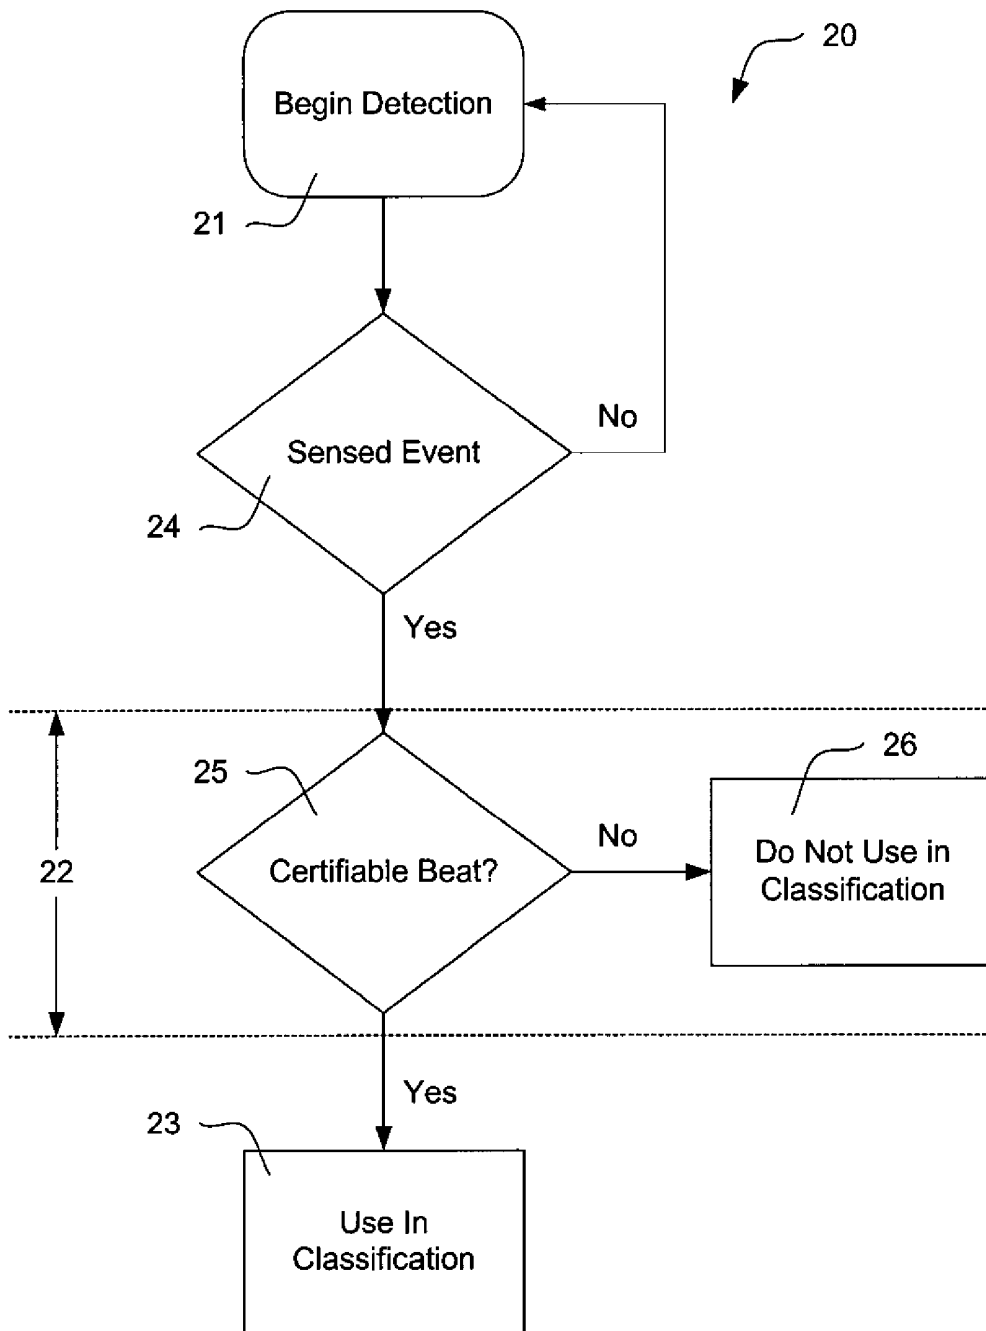 20
Begin Detection
21
No
Sensed Event
24
Yes
25
26
22
No
Certifiable Beat?
Do Not Use in
Classification
Yes
23
Use In
Classification